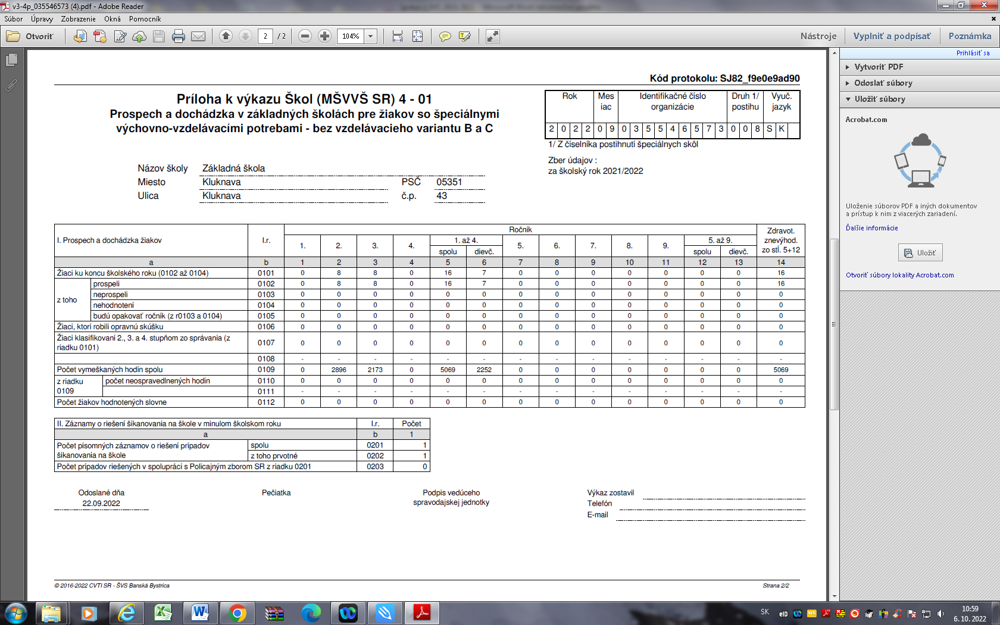 v3-4p_035546573 (4).pdf - Adobe Reader
Súbor Úpravy Zobrazenie Okná Pomocník
Otvoriť 2 / 2 104% Nástroje Vyplniť a podpísať Poznámka
Prihlásiť sa
Vytvoriť PDF
Odoslať súbory
Uložiť súbory
Acrobat.com
Uloženie súborov PDF a iných dokumentov
a prístup k nim z viacerých zariadení.
Ďalšie informácie
Uložiť
Otvoriť súbory lokality Acrobat.com
Kód protokolu: SJ82_f9e0e9ad90
Príloha k výkazu Škol (MŠVVŠ SR) 4 - 01
Prospech a dochádzka v základných školách pre žiakov so špeciálnymi
výchovno-vzdelávacími potrebami - bez vzdelávacieho variantu B a C
Rok Mes Identifikačné číslo Druh 1/ Vyuč.
iac organizácie postihu jazyk
2 0 2 2 0 9 0 3 5 5 4 6 5 7 3 0 0 8 S K
1/ Z číselníka postihnutí špeciálnych skôl
Zber údajov :
za školský rok 2021/2022
Názov školy Základná škola
Miesto Kluknava PSČ 05351
Ulica Kluknava č.p. 43
I. Prospech a dochádzka žiakov l.r. Ročník Zdravot. znevýhod. zo stĺ. 5+12
1. 2. 3. 4. 1. až 4. 5. 6. 7. 8. 9. 5. až 9.
spolu dievč. spolu dievč.
a b 1 2 3 4 5 6 7 8 9 10 11 12 13 14
Žiaci ku koncu školského roku (0102 až 0104) 0101 0 8 8 0 16 7 0 0 0 0 0 0 0 16
z toho
prospeli 0102 0 8 8 0 16 7 0 0 0 0 0 0 0 16
neprospeli 0103 0 0 0 0 0 0 0 0 0 0 0 0 0 0
nehodnotení 0104 0 0 0 0 0 0 0 0 0 0 0 0 0 0
budú opakovať ročník (z r0103 a 0104) 0105 0 0 0 0 0 0 0 0 0 0 0 0 0 0
Žiaci, ktorí robili opravnú skúšku 0106 0 0 0 0 0 0 0 0 0 0 0 0 0 0
Žiaci klasifikovaní 2., 3. a 4. stupňom zo správania (z
riadku 0101) 0107 0 0 0 0 0 0 0 0 0 0 0 0 0 0
0108 - - - - - - - - - - - - - -
Počet vymeškaných hodín spolu 0109 0 2896 2173 0 5069 2252 0 0 0 0 0 0 0 5069
z riadku
0109
počet neospravedlnených hodín 0110 0 0 0 0 0 0 0 0 0 0 0 0 0 0
0111 - - - - - - - - - - - - - -
Počet žiakov hodnotených slovne 0112 0 0 0 0 0 0 0 0 0 0 0 0 0 0
II. Záznamy o riešení šikanovania na škole v minulom školskom roku l.r. Počet
a b 1
Počet písomných záznamov o riešení prípadov
šikanovania na škole
spolu 0201 1
z toho prvotné 0202 1
Počet prípadov riešených v spolupráci s Policajným zborom SR z riadku 0201 0203 0
Odoslané dňa Pečiatka Podpis vedúceho Výkaz zostavil
22.09.2022 spravodajskej jednotky Telefón
E-mail
© 2016-2022 CVTI SR - ŠVS Banská Bystrica Strana 2/2
SK eID 10:59
6. 10. 2022